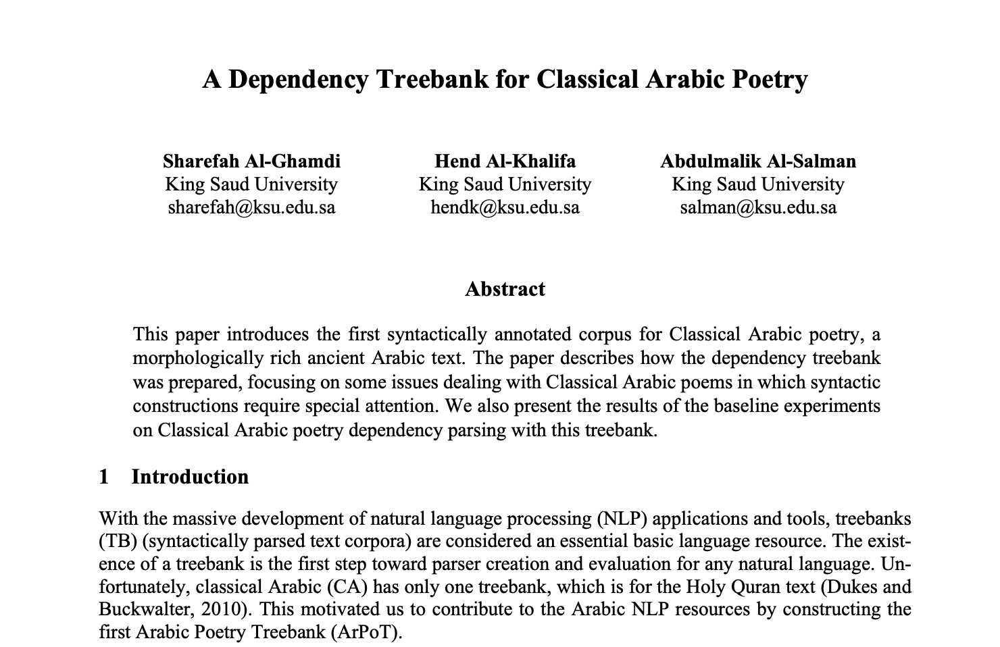 A Dependency Treebank for Classical Arabic Poetry
Sharefah Al-Ghamdi
King Saud University
sharefah@ksu.edu.sa
Hend Al-Khalifa
King Saud University
hendk@ksu.edu.sa
Abdulmalik Al-Salman
King Saud University
salman@ksu.edu.sa
Abstract
This paper introduces the first syntactically annotated corpus for Classical Arabic poetry, a
morphologically rich ancient Arabic text. The paper describes how the dependency treebank
was prepared, focusing on some issues dealing with Classical Arabic poems in which syntactic
constructions require special attention. We also present the results of the baseline experiments
on Classical Arabic poetry dependency parsing with this treebank.
1 Introduction
With the massive development of natural language processing (NLP) applications and tools, treebanks
(TB) (syntactically parsed text corpora) are considered an essential basic language resource. The exist-
ence of a treebank is the first step toward parser creation and evaluation for any natural language. Un-
fortunately, classical Arabic (CA) has only one treebank, which is for the Holy Quran text (Dukes and
Buckwalter, 2010). This motivated us to contribute to the Arabic NLP resources by constructing the
first Arabic Poetry Treebank (ArPoT).